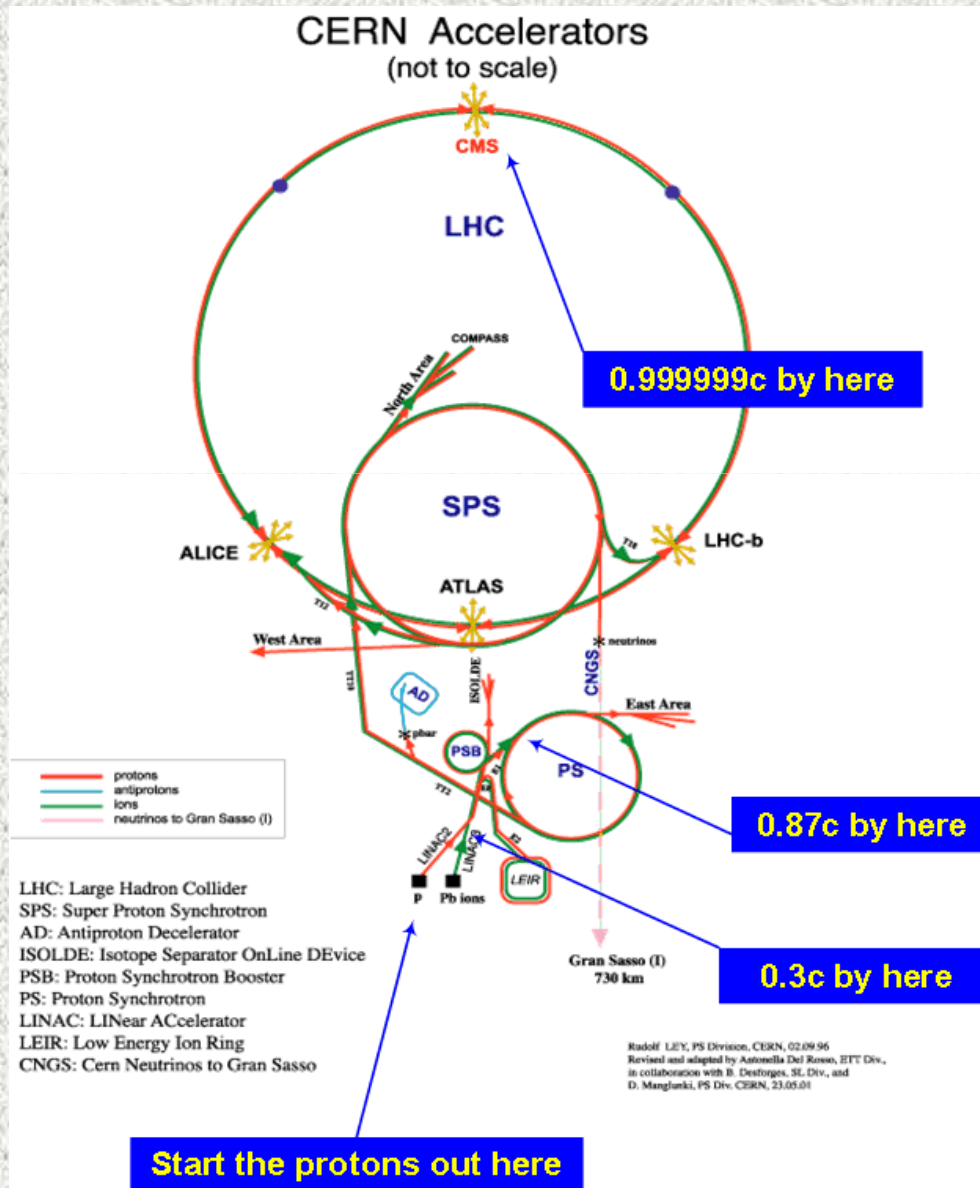 CERN Accelerators
(not to scale)
CMS
LHC
COMPASS
North Area
0.999999c by here
SPS
TI8
ALICE
LHC-b
ATLAS
TI2
West Area
neutrinos
CNGS
ISOLDE
TT10
East Area
AD
pbar
PSB
PS
E1
TT2
protons
antiprotons
ions
neutrinos to Gran Sasso (I)
0.87c by here
LINAC2
LINAC3
E2
LEIR
p
Pb ions
LHC: Large Hadron Collider
SPS: Super Proton Synchrotron
AD: Antiproton Decelerator
ISOLDE: Isotope Separator OnLine DEvice
PSB: Proton Synchrotron Booster
PS: Proton Synchrotron
LINAC: LINear ACcelerator
LEIR: Low Energy Ion Ring
CNGS: Cern Neutrinos to Gran Sasso
Gran Sasso (I)
730 km
0.3c by here
Rudolf LEY, PS Division, CERN, 02.09.96
Revised and adapted by Antonella Del Rosso, ETT Div.,
in collaboration with B. Desforges, SL Div., and
D. Manglunki, PS Div. CERN, 23.05.01
Start the protons out here